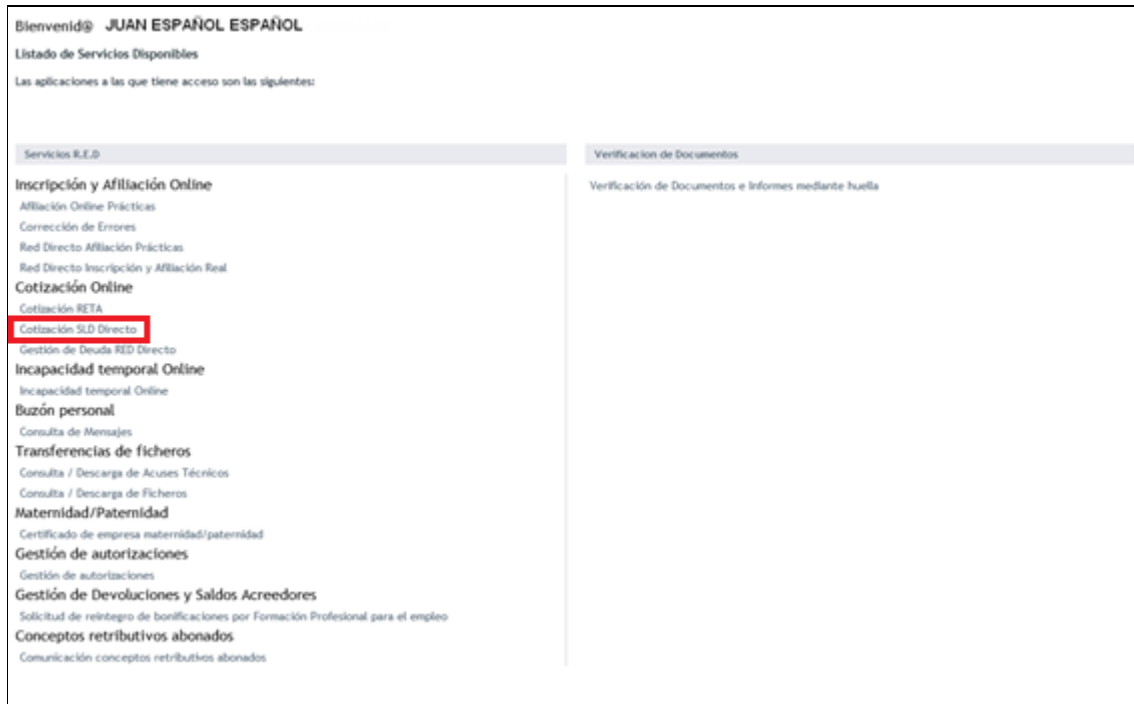 Bienvenid@ JUAN ESPAÑOL ESPAÑOL
Listado de Servicios Disponibles
Las aplicaciones a las que tiene acceso son las siguientes:
Servicios R.E.D
Inscripción y Afiliación Online
Afiliación Online Prácticas
Corrección de Errores
Red Directo Afiliación Prácticas
Red Directo Inscripción y Afiliación Real
Cotización Online
Cotización RETA
Cotización SLD Directo
Gestión de Deuda RED Directo
Incapacidad temporal Online
Incapacidad temporal Online
Buzón personal
Consulta de Mensajes
Transferencias de ficheros
Consulta / Descarga de Acuses Técnicos
Consulta / Descarga de Ficheros
Maternidad/Paternidad
Certificado de empresa maternidad/paternidad
Gestión de autorizaciones
Gestión de autorizaciones
Gestión de Devoluciones y Saldos Acreedores
Solicitud de reintegro de bonificaciones por Formación Profesional para el empleo
Conceptos retributivos abonados
Comunicación conceptos retributivos abonados
Verificacion de Documentos
Verificación de Documentos e Informes mediante huella